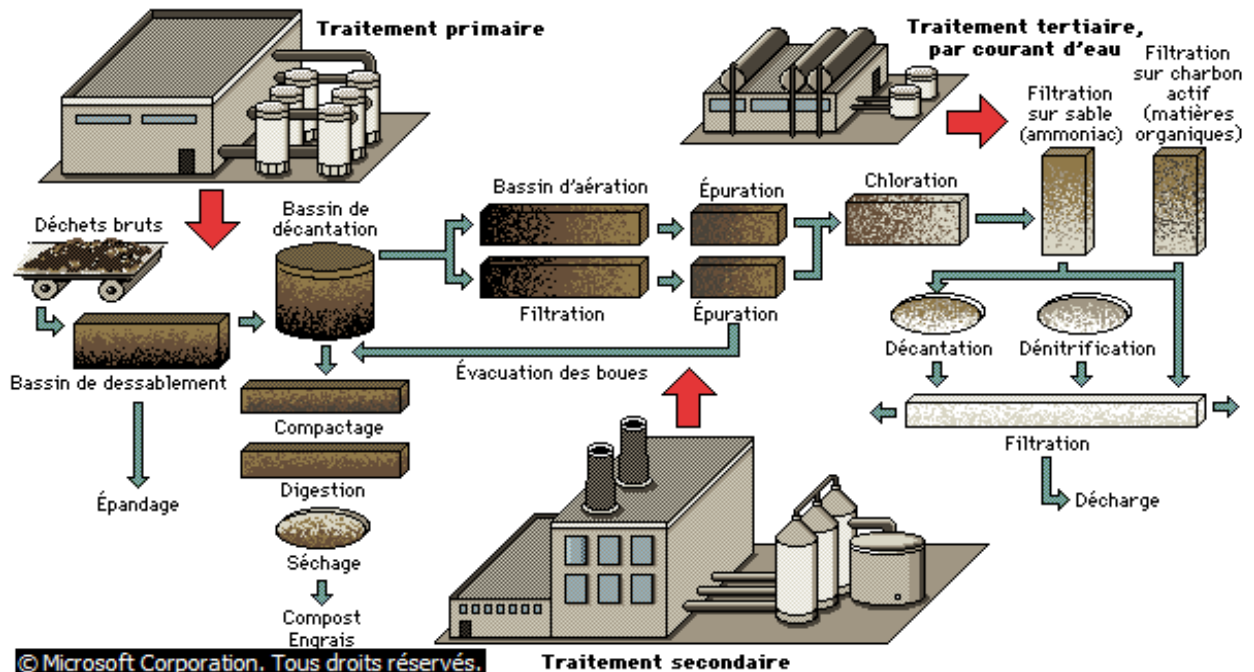 Traitement primaire
Traitement tertiaire,
par courant d'eau
Filtration
sur sable
(ammoniac)
Filtration
sur charbon
actif
(matières
organiques)
Déchets bruts
Bassin de
décantation
Bassin d'aération
Épuration
Chloration
Filtration
Épuration
Bassin de dessablement
Évacuation des boues
Décantation
Dénitrification
Compactage
Filtration
Digestion
Épandage
Décharge
Séchage
Compost
Engrais
Traitement secondaire
© Microsoft Corporation. Tous droits réservés.